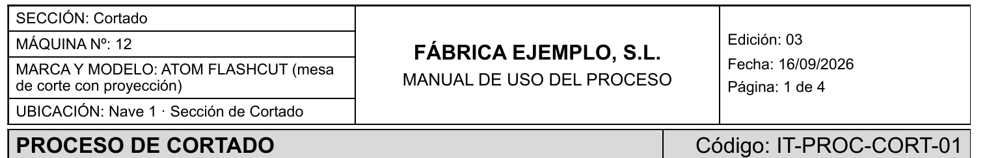 SECCIÓN: Cortado
MÁQUINA Nº: 12
MARCA Y MODELO: ATOM FLASHCUT (mesa
de corte con proyección)
UBICACIÓN: Nave 1 · Sección de Cortado
FÁBRICA EJEMPLO, S.L.
MANUAL DE USO DEL PROCESO
Edición: 03
Fecha: 16/09/2026
Página: 1 de 4
PROCESO DE CORTADO
Código: IT-PROC-CORT-01